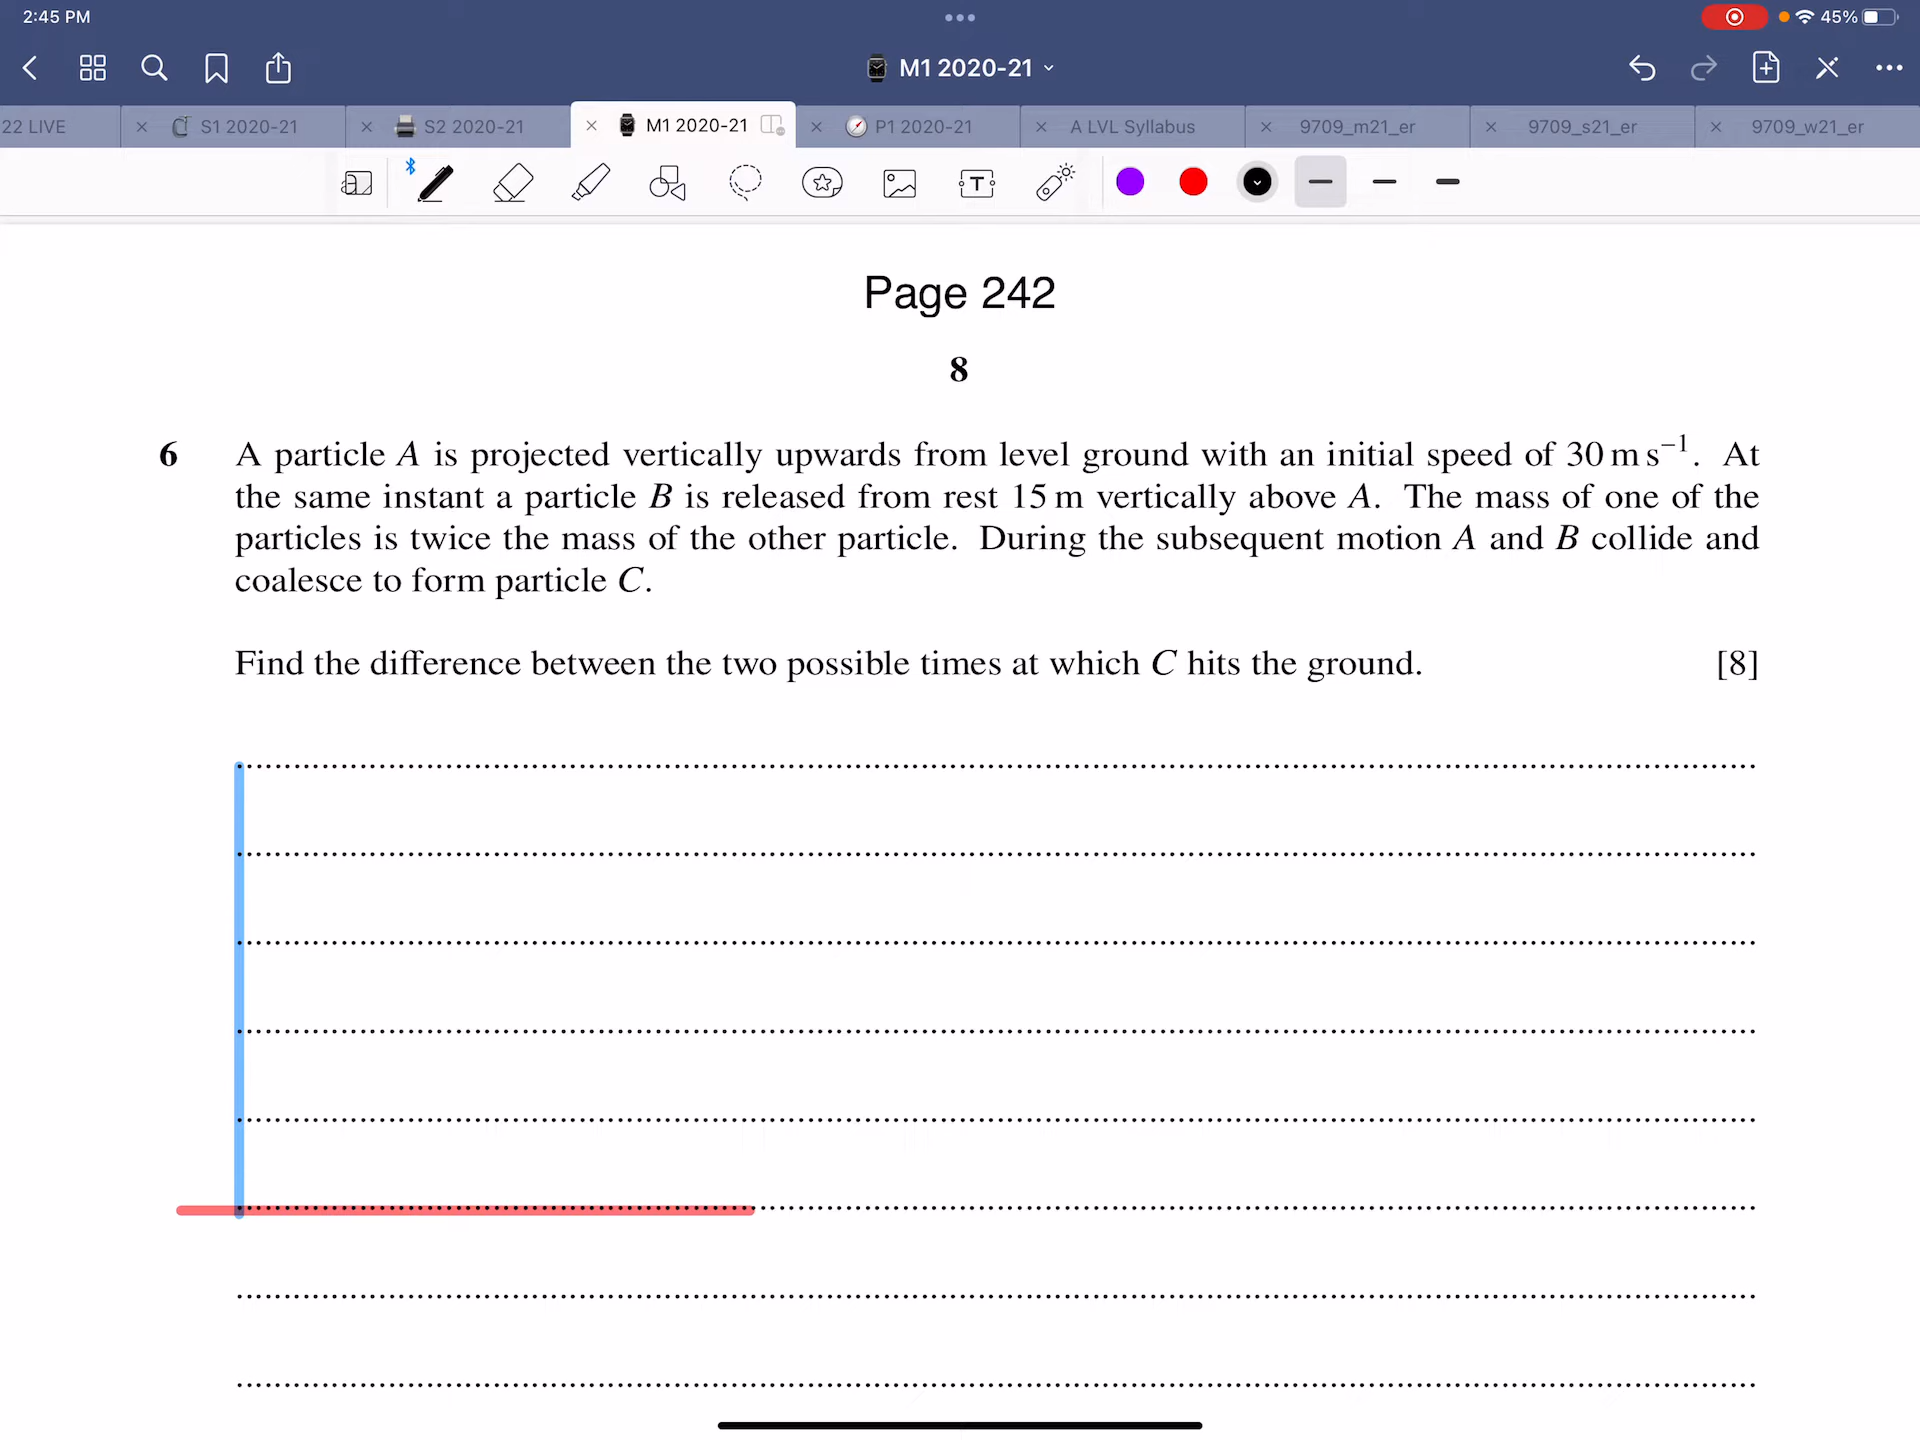 2:45 PM
45%
M1 2020-21
22 LIVE
S1 2020-21
S2 2020-21
M1 2020-21
P1 2020-21
A LVL Syllabus
9709_m21_er
9709_s21_er
9709_w21_er
Page 242
8
6 A particle A is projected vertically upwards from level ground with an initial speed of 30 m s⁻¹. At
the same instant a particle B is released from rest 15 m vertically above A. The mass of one of the
particles is twice the mass of the other particle. During the subsequent motion A and B collide and
coalesce to form particle C.
Find the difference between the two possible times at which C hits the ground. [8]